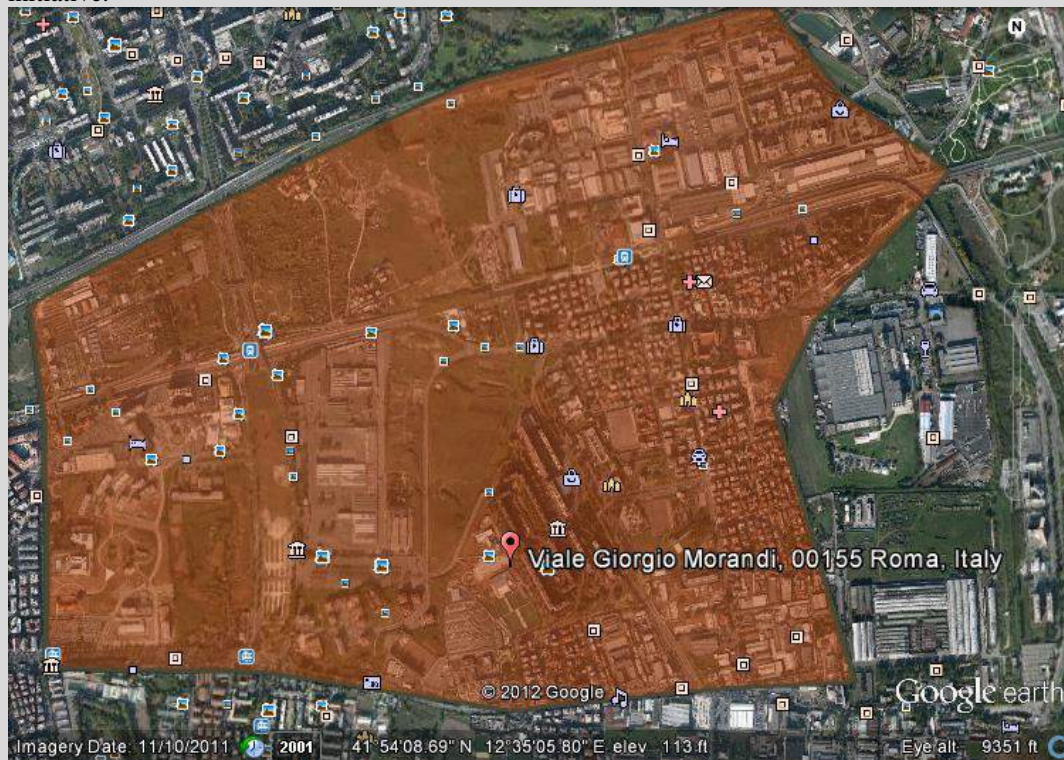 N
Viale Giorgio Morandi, 00155 Roma, Italy
© 2012 Google
Google earth
Imagery Date: 11/10/2011 2001 41°54'08.69" N 12°35'05.80" E elev 113 ft Eye alt 9351 ft